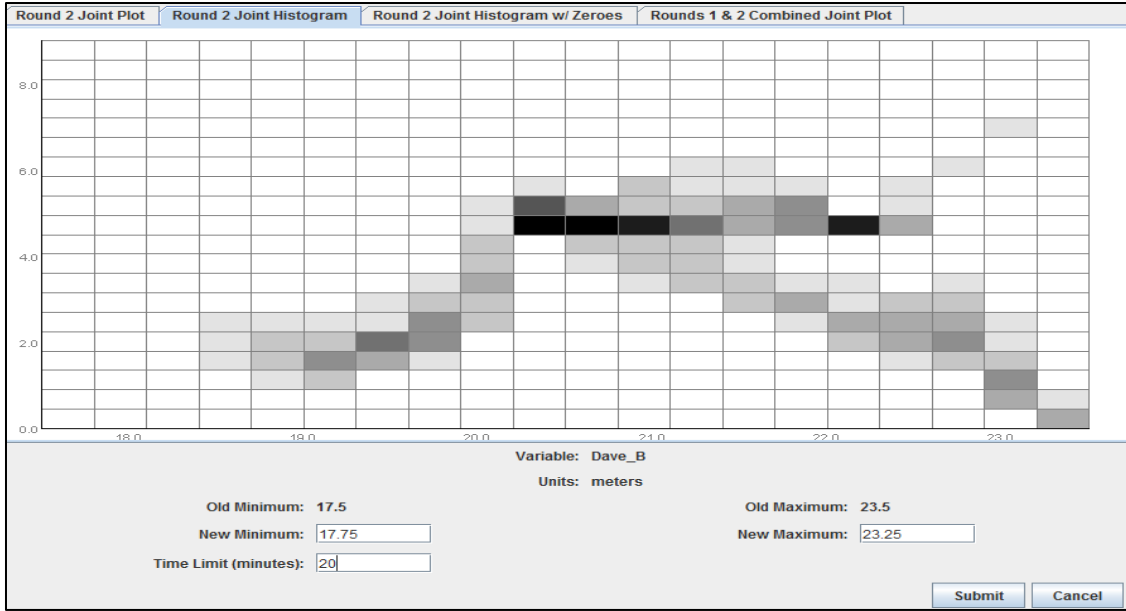 Round 2 Joint Plot Round 2 Joint Histogram Round 2 Joint Histogram w/ Zeroes Rounds 1 & 2 Combined Joint Plot
8.0
6.0
4.0
2.0
0.0
18.0 19.0 20.0 21.0 22.0 23.0
Variable: Dave_B
Units: meters
Old Minimum: 17.5 Old Maximum: 23.5
New Minimum: 17.75 New Maximum: 23.25
Time Limit (minutes): 20
Submit Cancel